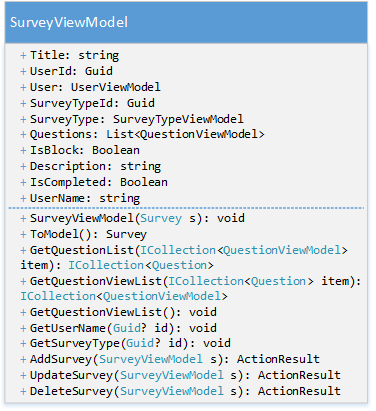 SurveyViewModel
+ Title: string
+ UserId: Guid
+ User: UserViewModel
+ SurveyTypeId: Guid
+ SurveyType: SurveyTypeViewModel
+ Questions: List<QuestionViewModel>
+ IsBlock: Boolean
+ Description: string
+ IsCompleted: Boolean
+ UserName: string
+ SurveyViewModel(Survey s): void
+ ToModel(): Survey
+ GetQuestionList(ICollection<QuestionViewModel>
item): ICollection<Question>
+ GetQuestionViewList(ICollection<Question> item):
ICollection<QuestionViewModel>
+ GetQuestionViewList(): void
+ GetUserName(Guid? id): void
+ GetSurveyType(Guid? id): void
+ AddSurvey(SurveyViewModel s): ActionResult
+ UpdateSurvey(SurveyViewModel s): ActionResult
+ DeleteSurvey(SurveyViewModel s): ActionResult